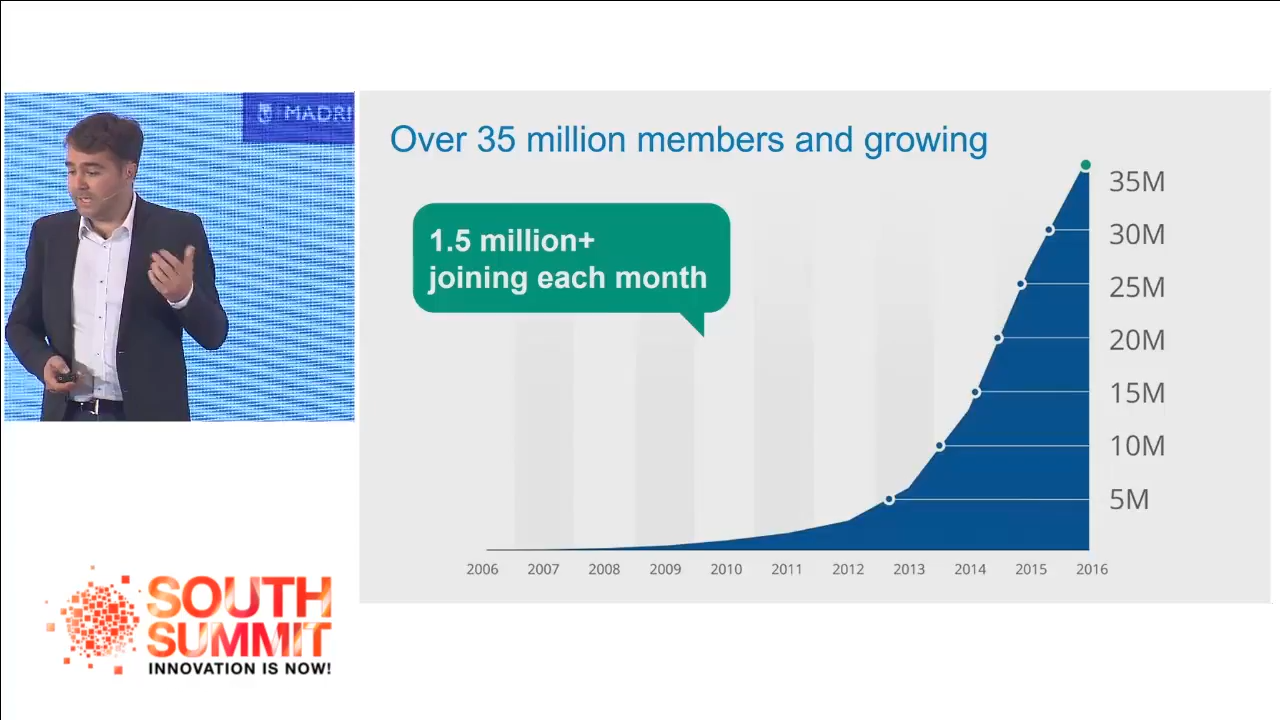 Over 35 million members and growing
1.5 million+
joining each month
35M
30M
25M
20M
15M
10M
5M
2006 2007 2008 2009 2010 2011 2012 2013 2014 2015 2016
SOUTH
SUMMIT
INNOVATION IS NOW!
MADRI